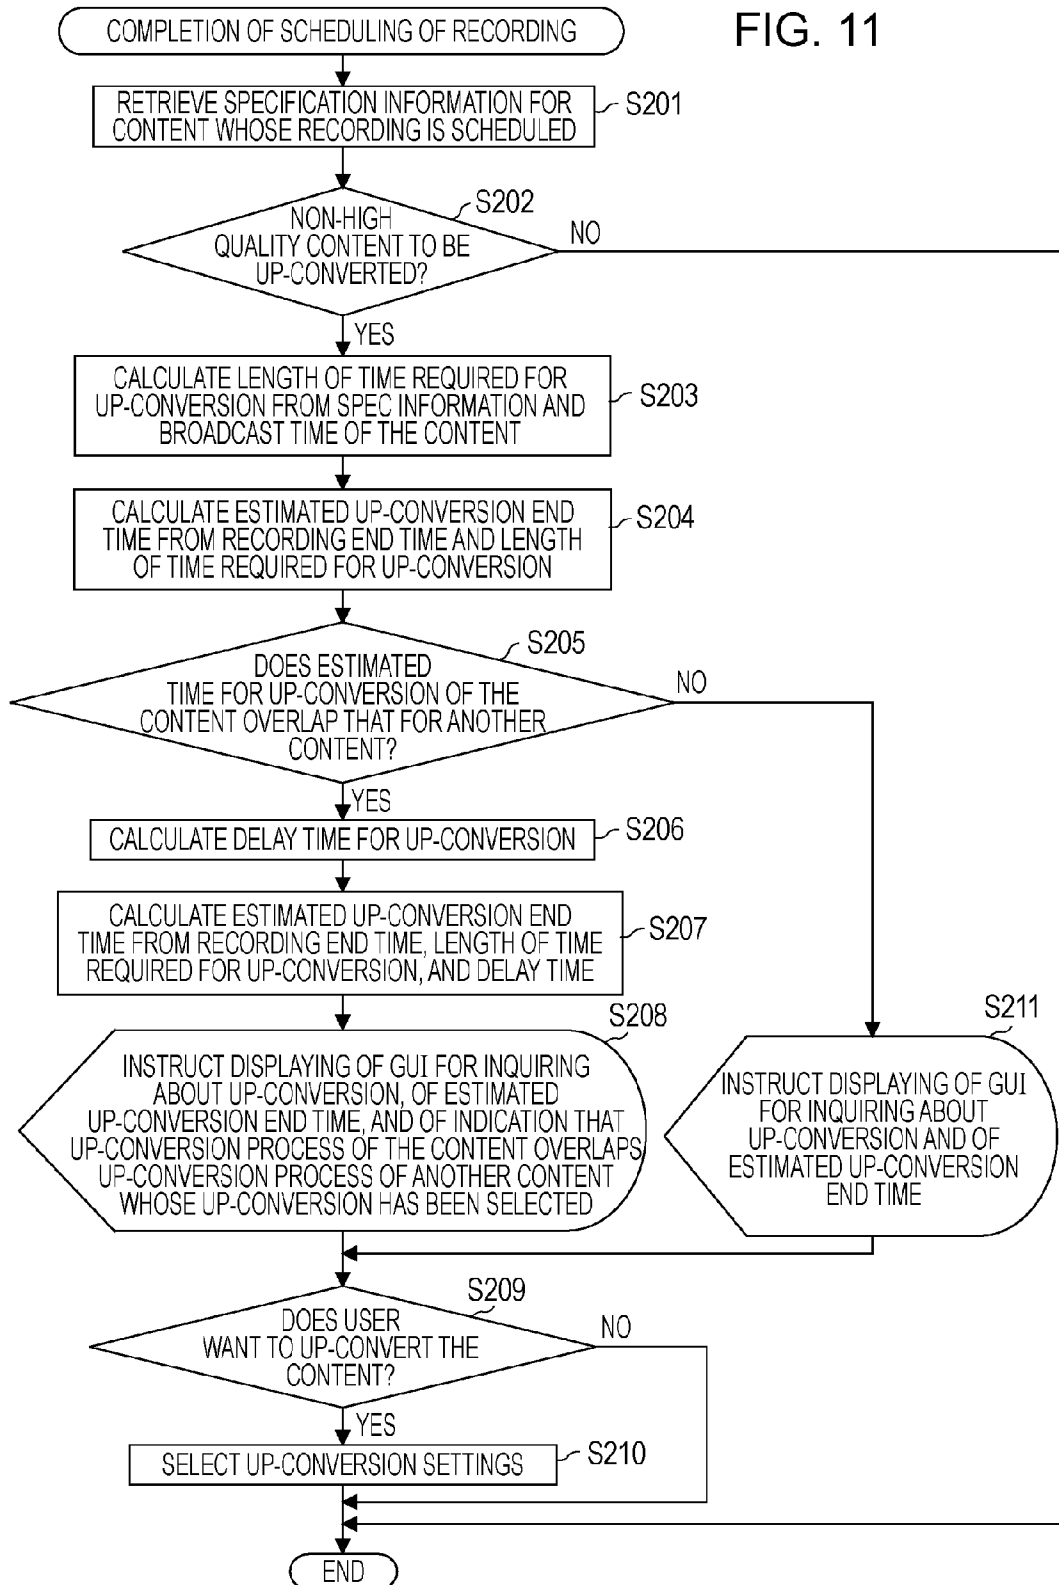 FIG. 11
COMPLETION OF SCHEDULING OF RECORDING
RETRIEVE SPECIFICATION INFORMATION FOR
CONTENT WHOSE RECORDING IS SCHEDULED
S201
S202
NON-HIGH
QUALITY CONTENT TO BE
UP-CONVERTED?
NO
YES
CALCULATE LENGTH OF TIME REQUIRED FOR
UP-CONVERSION FROM SPEC INFORMATION AND
BROADCAST TIME OF THE CONTENT
S203
CALCULATE ESTIMATED UP-CONVERSION END
TIME FROM RECORDING END TIME AND LENGTH
OF TIME REQUIRED FOR UP-CONVERSION
S204
S205
DOES ESTIMATED
TIME FOR UP-CONVERSION OF THE
CONTENT OVERLAP THAT FOR ANOTHER
CONTENT?
NO
YES
CALCULATE DELAY TIME FOR UP-CONVERSION
S206
CALCULATE ESTIMATED UP-CONVERSION END
TIME FROM RECORDING END TIME, LENGTH OF TIME
REQUIRED FOR UP-CONVERSION, AND DELAY TIME
S207
S208
INSTRUCT DISPLAYING OF GUI FOR INQUIRING
ABOUT UP-CONVERSION, OF ESTIMATED
UP-CONVERSION END TIME, AND OF INDICATION THAT
UP-CONVERSION PROCESS OF THE CONTENT OVERLAPS
UP-CONVERSION PROCESS OF ANOTHER CONTENT
WHOSE UP-CONVERSION HAS BEEN SELECTED
S211
INSTRUCT DISPLAYING OF GUI
FOR INQUIRING ABOUT
UP-CONVERSION AND OF
ESTIMATED UP-CONVERSION
END TIME
S209
DOES USER
WANT TO UP-CONVERT THE
CONTENT?
NO
YES
SELECT UP-CONVERSION SETTINGS
S210
END